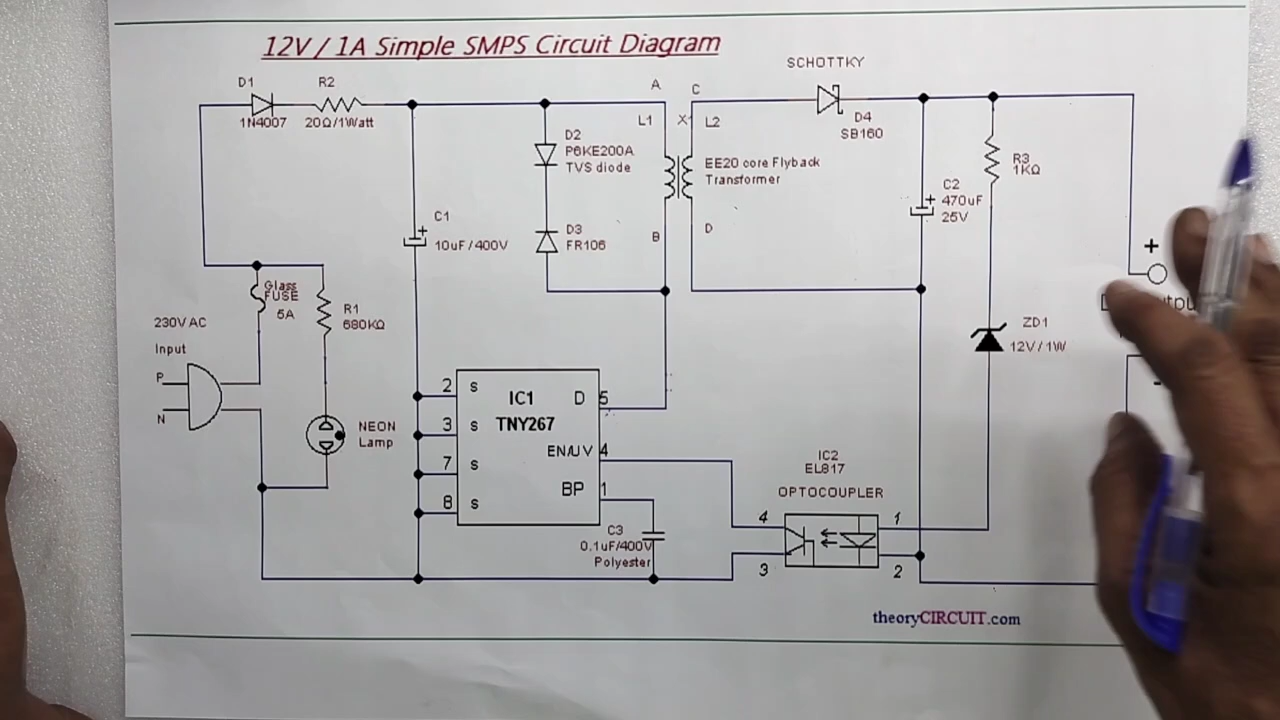 12V / 1A Simple SMPS Circuit Diagram
D1
1N4007
R2
20Ω/1Watt
A
C
L1
X1
L2
SCHOTTKY
D4
SB160
D2
P6KE200A
TVS diode
EE20 core Flyback
Transformer
R3
1KΩ
C2
470uF
25V
C1
10uF/400V
D3
FR106
B
D
+
Glass
FUSE
5A
R1
680KΩ
230V AC
Input
P
N
NEON
Lamp
ZD1
12V/1W
-
2
S
3
S
7
S
8
S
IC1
TNY267
D
5
EN/UV
4
BP
1
C3
0.1uF/400V
Polyester
IC2
EL817
OPTOCOUPLER
4
3
1
2
theoryCIRCUIT.com